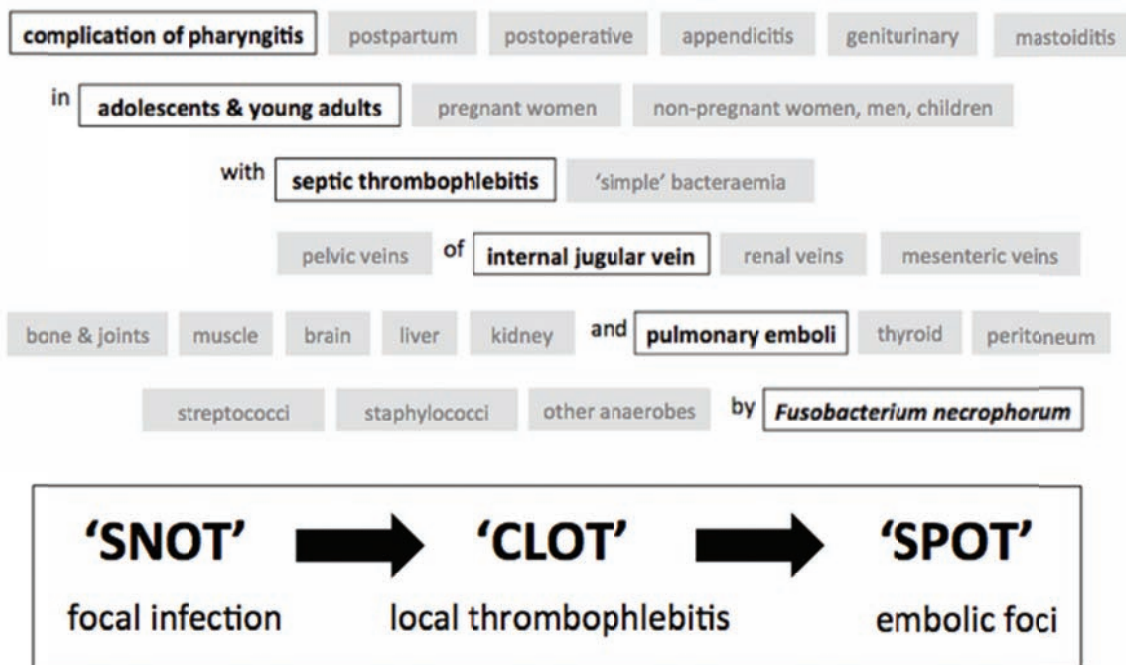 complication of pharyngitis postpartum postoperative appendicitis geniturinary mastoiditis
in adolescents & young adults pregnant women non-pregnant women, men, children
with septic thrombophlebitis 'simple' bacteraemia
pelvic veins of internal jugular vein renal veins mesenteric veins
bone & joints muscle brain liver kidney and pulmonary emboli thyroid peritoneum
streptococci staphylococci other anaerobes by Fusobacterium necrophorum
'SNOT' 'CLOT' 'SPOT'
focal infection local thrombophlebitis embolic foci